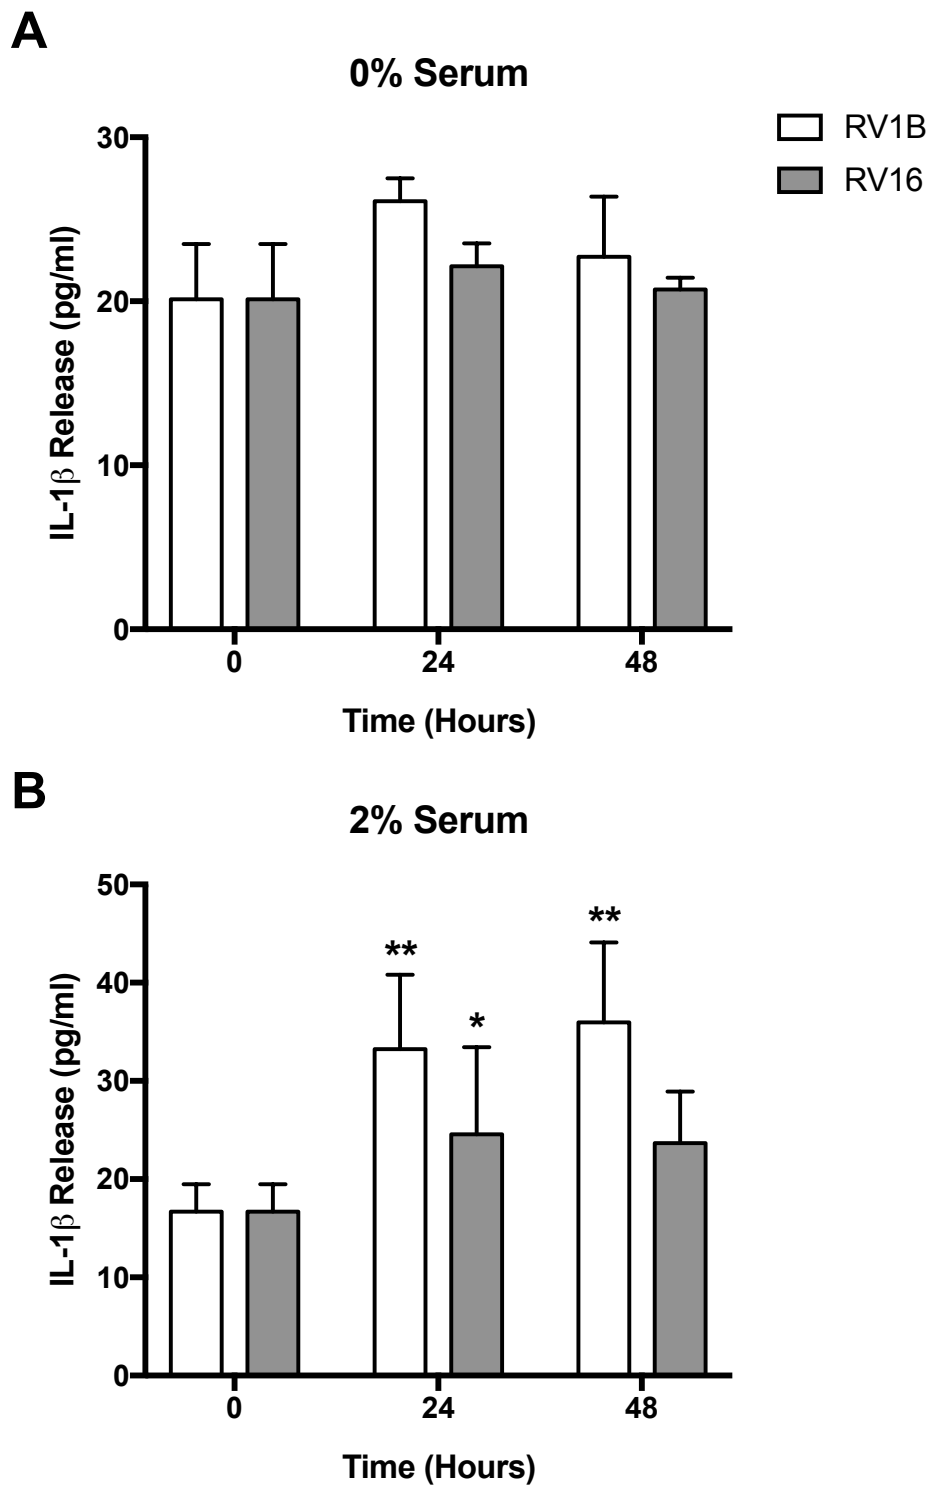 A
0% Serum
RV1B
RV16
IL-1β Release (pg/ml)
30
20
10
0
0 24 48
Time (Hours)
B
2% Serum
IL-1β Release (pg/ml)
50
40
30
20
10
0
** * **
0 24 48
Time (Hours)